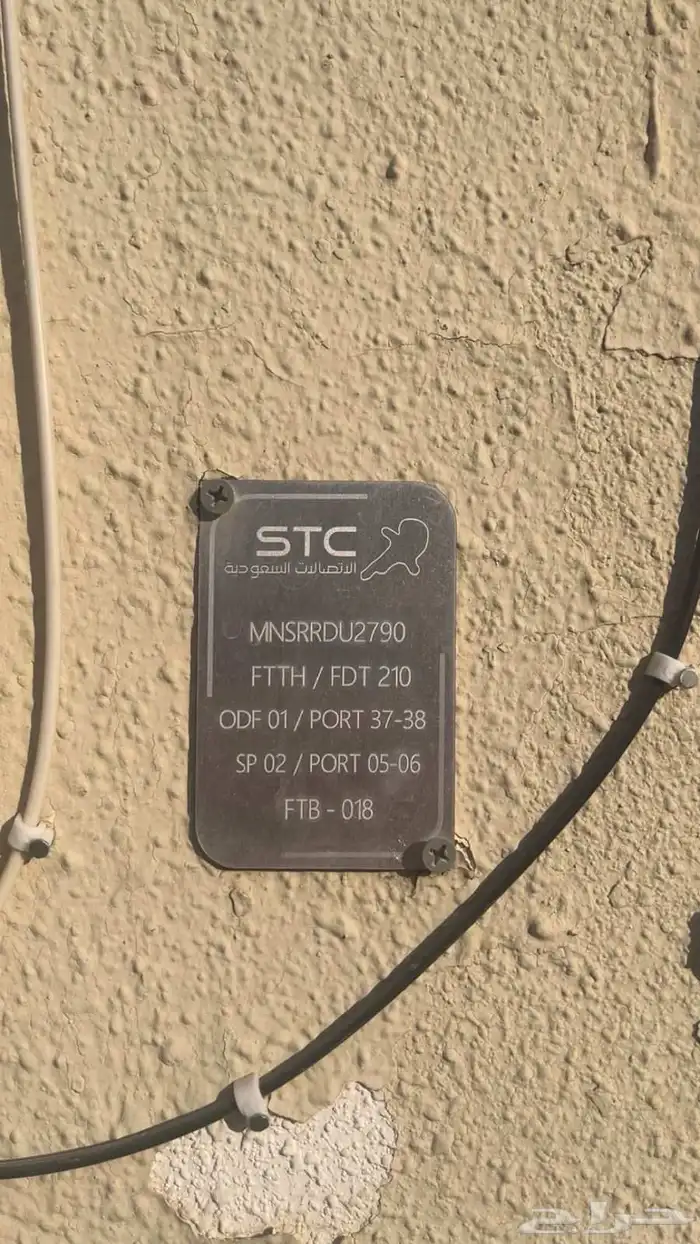 STC
الاتصالات السعودية
MNSRRDU2790
FTTH / FDT 210
ODF 01 / PORT 37-38
SP 02 / PORT 05-06
FTB - 018
حراج